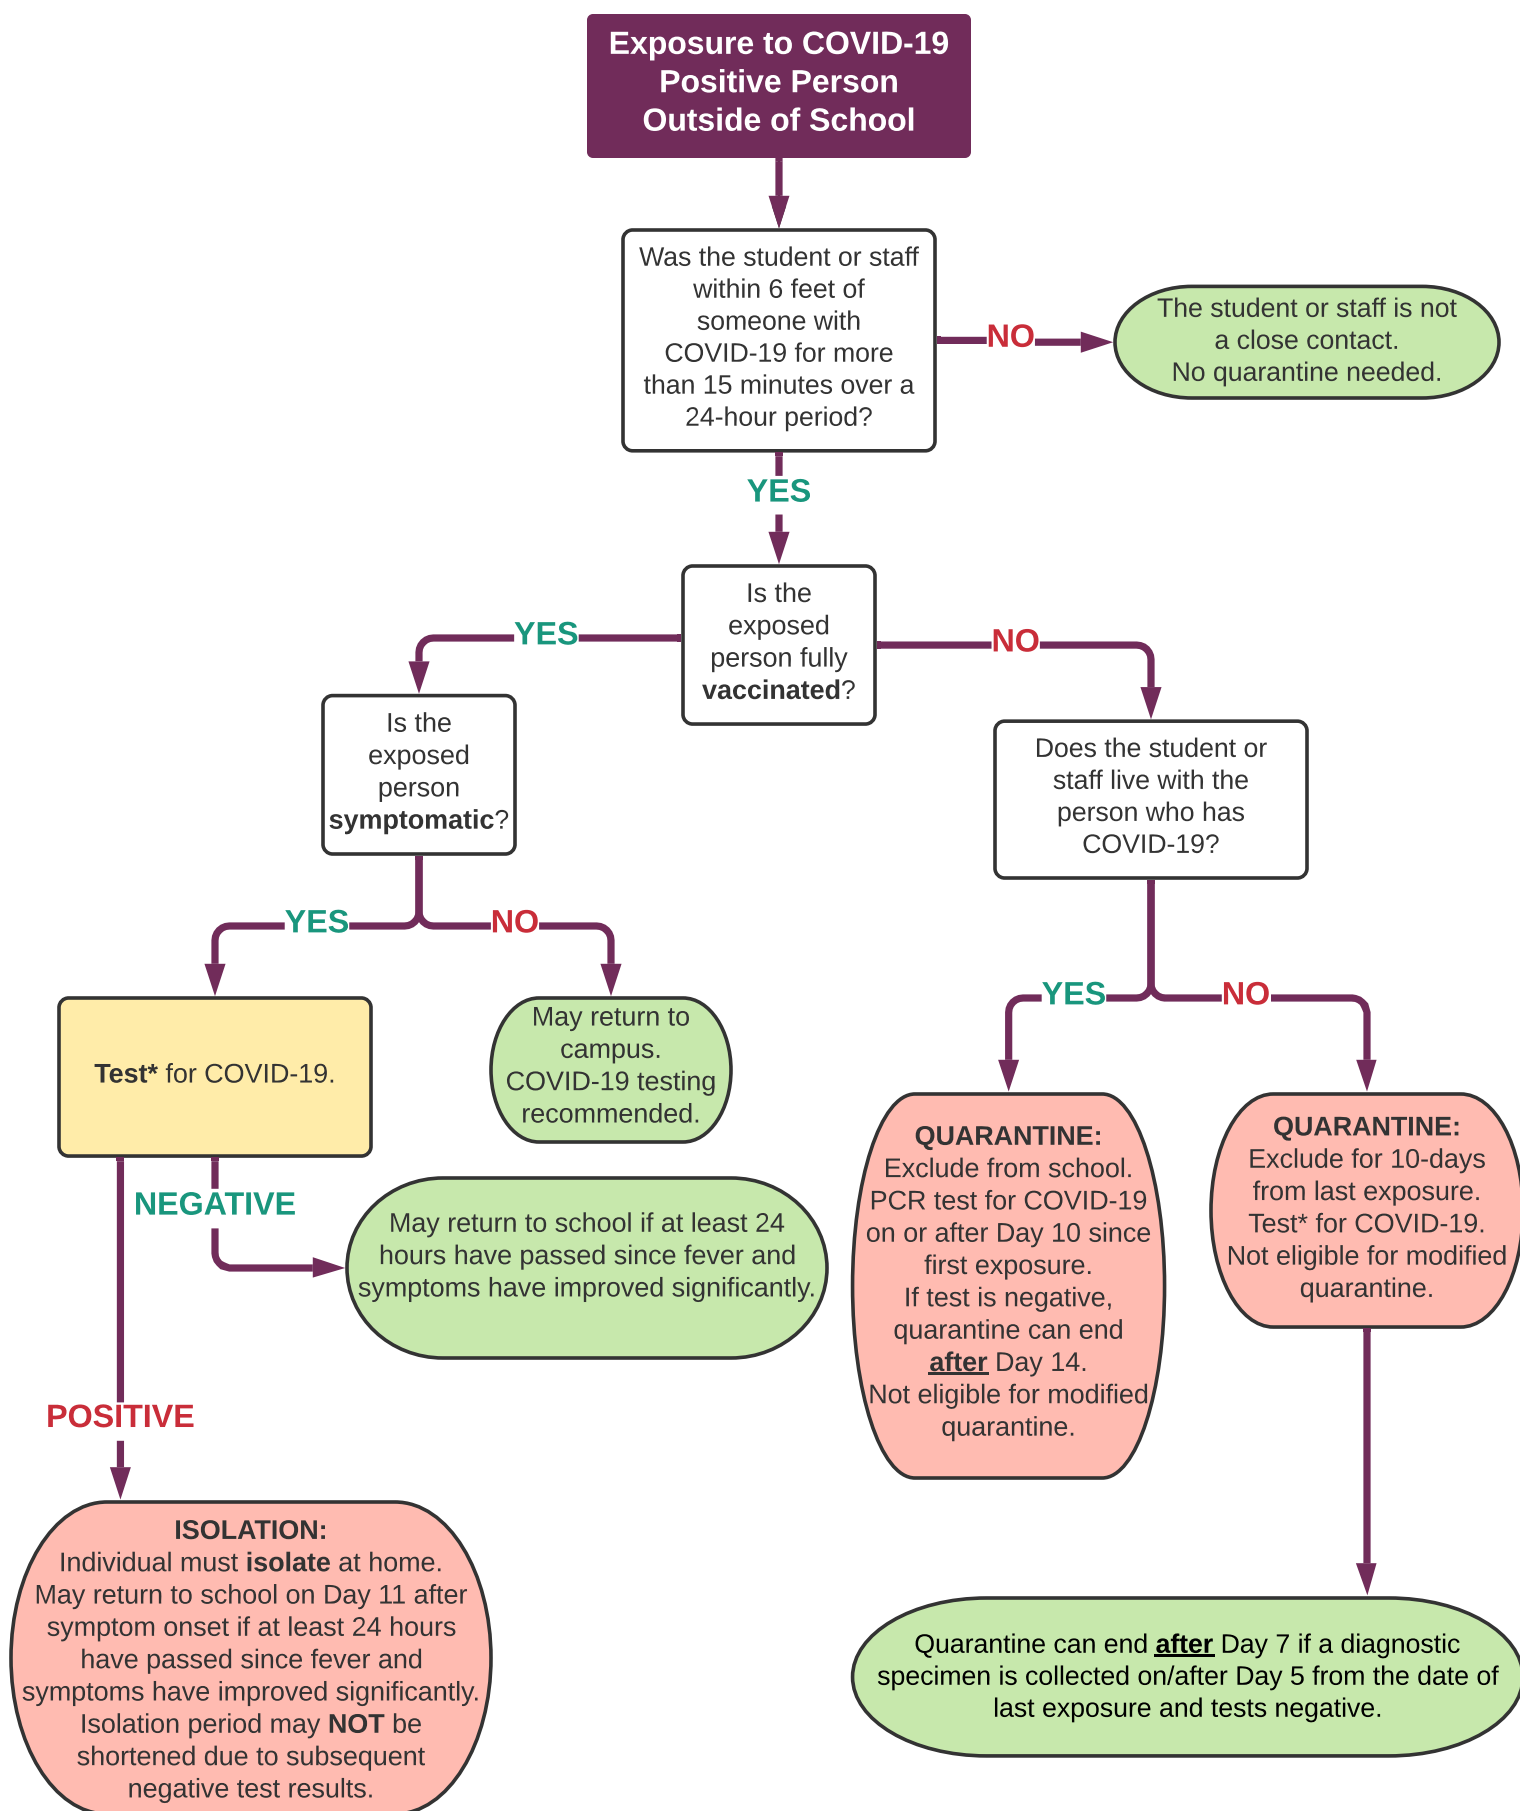 Exposure to COVID-19
Positive Person
Outside of School
Was the student or staff
within 6 feet of
someone with
COVID-19 for more
than 15 minutes over a
24-hour period?
NO
The student or staff is not
a close contact.
No quarantine needed.
YES
Is the
exposed
person fully
vaccinated?
YES
NO
Is the
exposed
person
symptomatic?
Does the student or
staff live with the
person who has
COVID-19?
YES
NO
YES
NO
Test* for COVID-19.
May return to
campus.
COVID-19 testing
recommended.
QUARANTINE:
Exclude from school.
PCR test for COVID-19
on or after Day 10 since
first exposure.
If test is negative,
quarantine can end
after Day 14.
Not eligible for modified
quarantine.
QUARANTINE:
Exclude for 10-days
from last exposure.
Test* for COVID-19.
Not eligible for modified
quarantine.
NEGATIVE
May return to school if at least 24
hours have passed since fever and
symptoms have improved significantly.
POSITIVE
ISOLATION:
Individual must isolate at home.
May return to school on Day 11 after
symptom onset if at least 24 hours
have passed since fever and
symptoms have improved significantly.
Isolation period may NOT be
shortened due to subsequent
negative test results.
Quarantine can end after Day 7 if a diagnostic
specimen is collected on/after Day 5 from the date of
last exposure and tests negative.